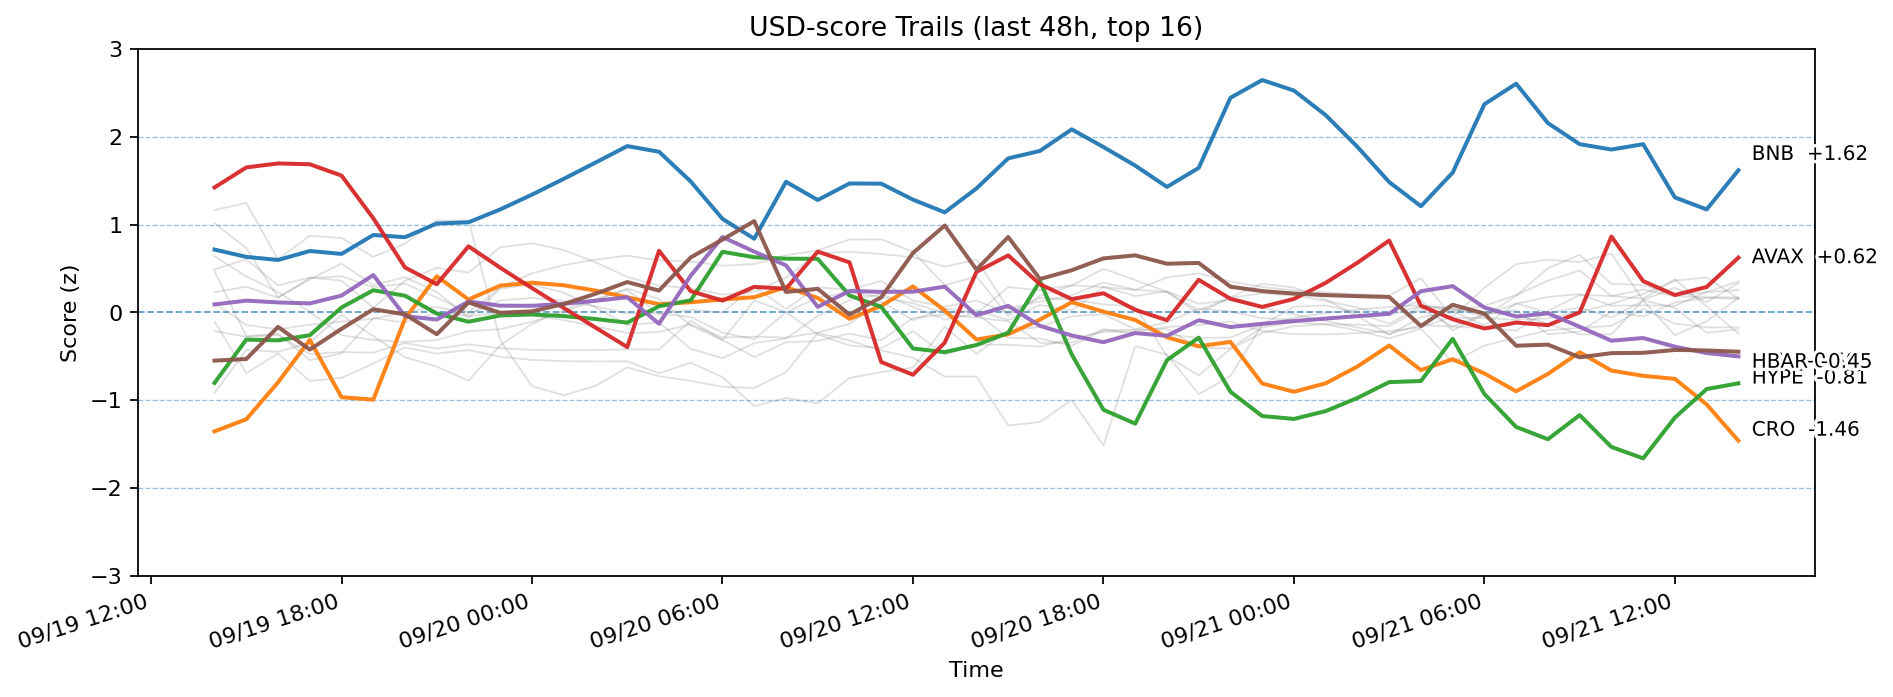 USD-score Trails (last 48h, top 16)
Score (z)
3
2
1
0
−1
−2
−3
BNB +1.62
AVAX +0.62
HBAR
HYPE -0.81
CRO -1.46
09/19 12:00
09/19 18:00
09/20 00:00
09/20 06:00
09/20 12:00
09/20 18:00
09/21 00:00
09/21 06:00
09/21 12:00
Time